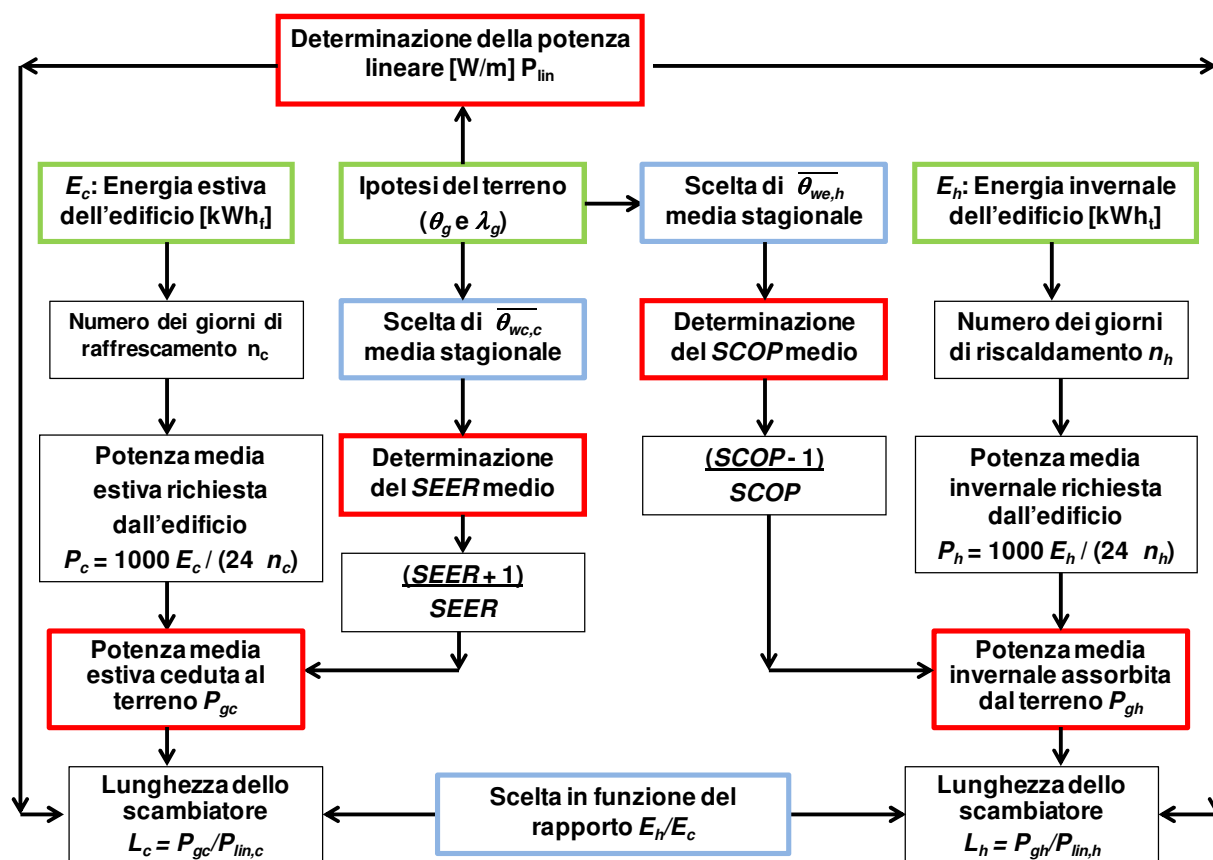 Determinazione della potenza
lineare [W/m] P_lin
E_c: Energia estiva
dell'edificio [kWh_f]
Ipotesi del terreno
(θ_g e λ_g)
Scelta di θ̅_we,h
media stagionale
E_h: Energia invernale
dell'edificio [kWh_t]
Numero dei giorni di
raffrescamento n_c
Scelta di θ̅_wc,c
media stagionale
Determinazione
del SCOP medio
Numero dei giorni
di riscaldamento n_h
Potenza media
estiva richiesta
dall'edificio
P_c = 1000 E_c / (24 n_c)
Determinazione
del SEER medio
(SCOP - 1)
SCOP
Potenza media
invernale richiesta
dall'edificio
P_h = 1000 E_h / (24 n_h)
(SEER + 1)
SEER
Potenza media
estiva ceduta al
terreno P_gc
Potenza media
invernale assorbita
dal terreno P_gh
Lunghezza dello
scambiatore
L_c = P_gc/P_lin,c
Scelta in funzione del
rapporto E_h/E_c
Lunghezza dello
scambiatore
L_h = P_gh/P_lin,h